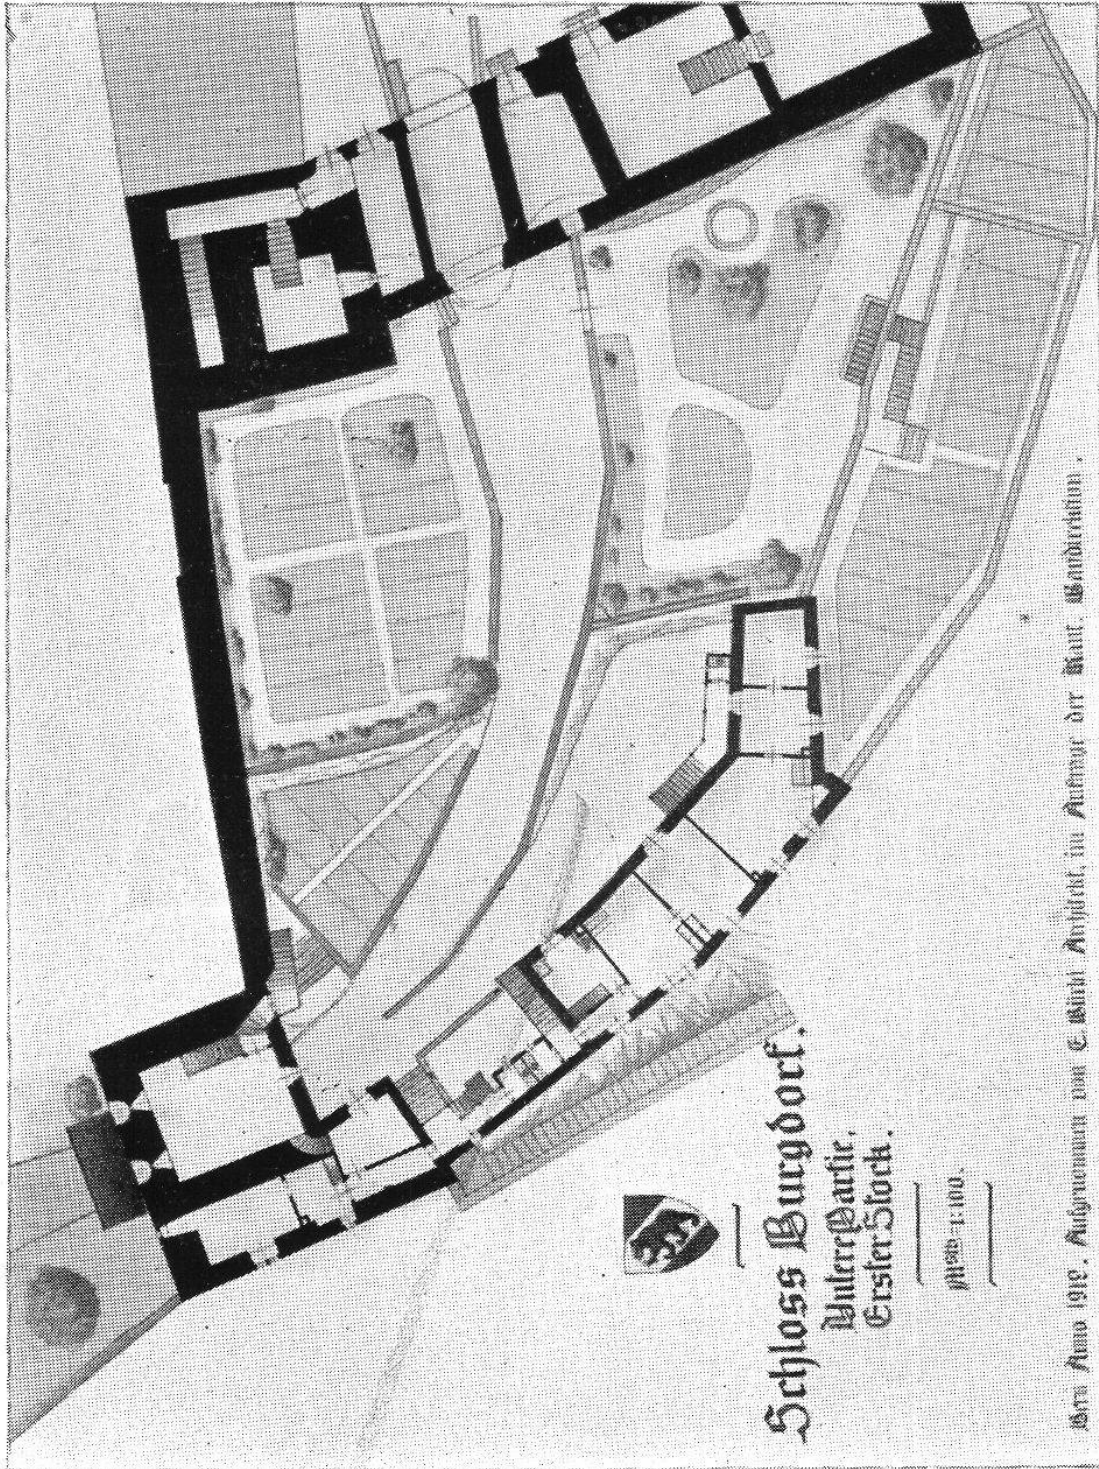 Schloss Burgdorf.
Untere Partie.
Erster Stock.
Mstb = 1:100.
Bern Anno 1912. Aufgenommen von E. Bühl Architekt, im Auftrage der Kant. Baudirektion.